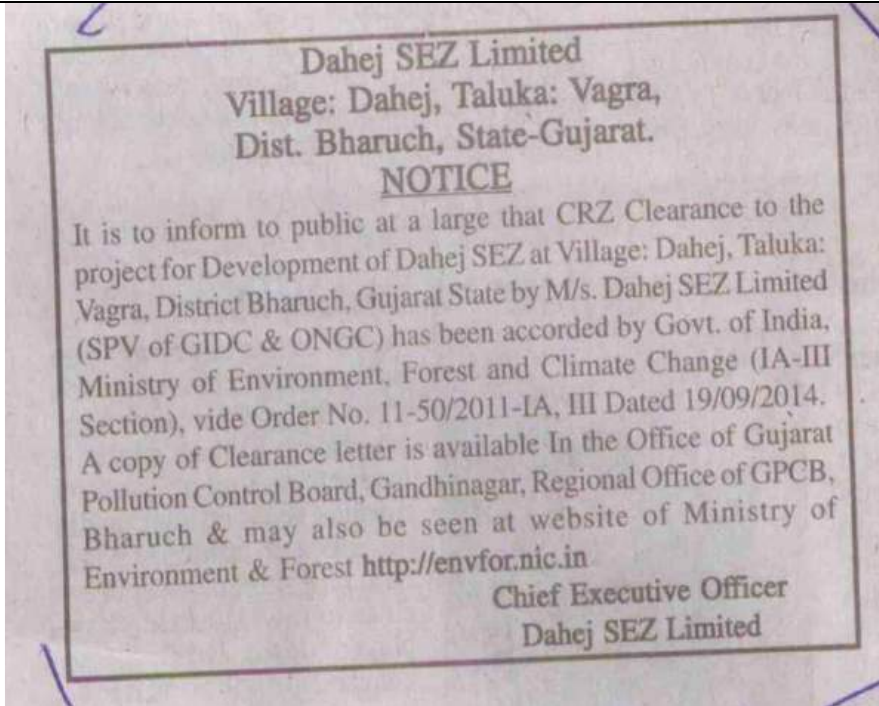 Dahej SEZ Limited
Village: Dahej, Taluka: Vagra,
Dist. Bharuch, State-Gujarat.
NOTICE
It is to inform to public at a large that CRZ Clearance to the
project for Development of Dahej SEZ at Village: Dahej, Taluka:
Vagra, District Bharuch, Gujarat State by M/s. Dahej SEZ Limited
(SPV of GIDC & ONGC) has been accorded by Govt. of India,
Ministry of Environment, Forest and Climate Change (IA-III
Section), vide Order No. 11-50/2011-IA, III Dated 19/09/2014.
A copy of Clearance letter is available In the Office of Gujarat
Pollution Control Board, Gandhinagar, Regional Office of GPCB,
Bharuch & may also be seen at website of Ministry of
Environment & Forest http://envfor.nic.in
Chief Executive Officer
Dahej SEZ Limited